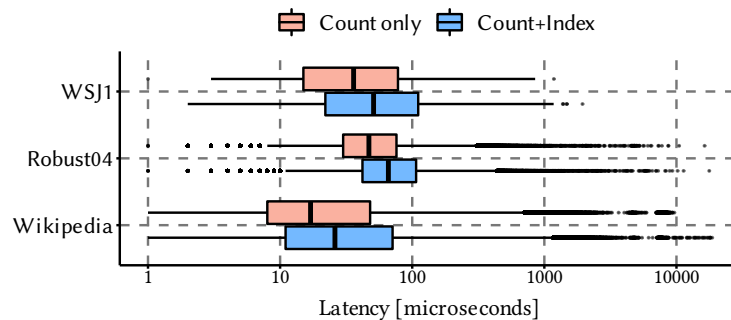 Count only Count+Index
WSJ1
Robust04
Wikipedia
1 10 100 1000 10000
Latency [microseconds]